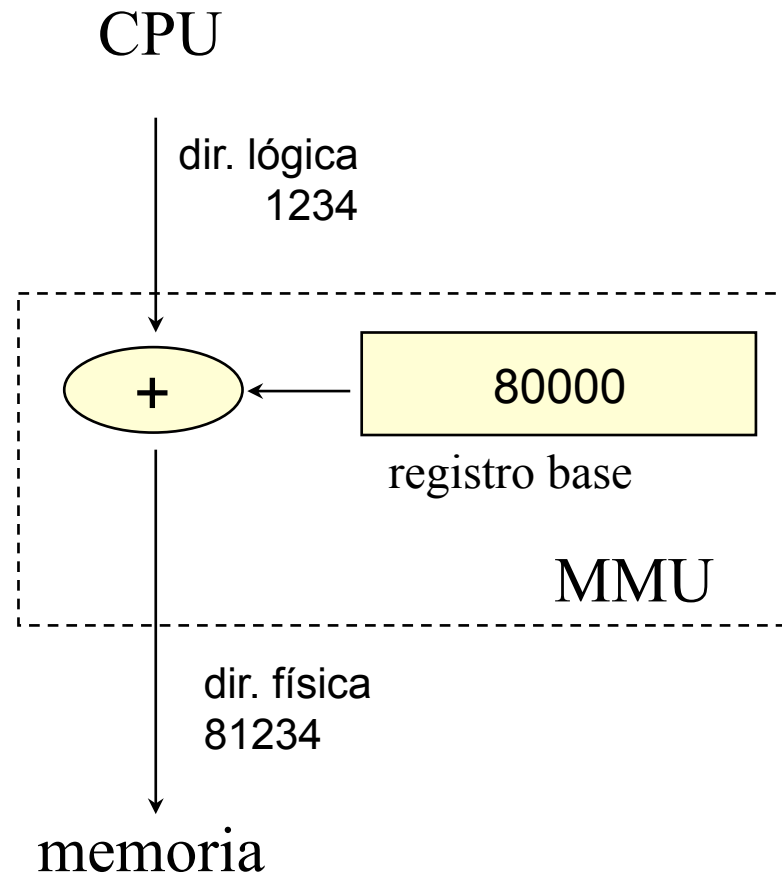 CPU
dir. lógica
1234
+
80000
registro base
MMU
dir. física
81234
memoria